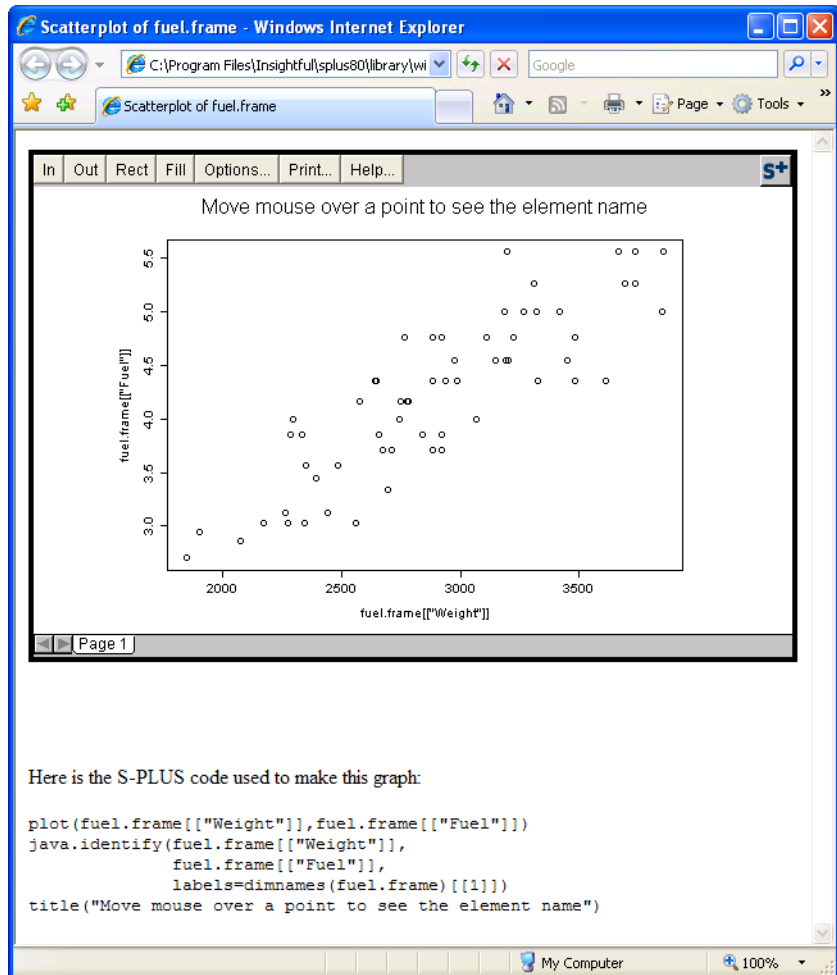 Scatterplot of fuel.frame - Windows Internet Explorer
C:\Program Files\Insightful\splus80\library\wi
Google
Scatterplot of fuel.frame
Page
Tools
»
In Out Rect Fill Options... Print... Help...
S+
Move mouse over a point to see the element name
5.5
5.0
4.5
4.0
3.5
3.0
fuel.frame[["Fuel"]]
2000 2500 3000 3500
fuel.frame[["Weight"]]
Page 1
Here is the S-PLUS code used to make this graph:
plot(fuel.frame[["Weight"]],fuel.frame[["Fuel"]])
java.identify(fuel.frame[["Weight"]],
fuel.frame[["Fuel"]],
labels=dimnames(fuel.frame)[[1]])
title("Move mouse over a point to see the element name")
My Computer
100%